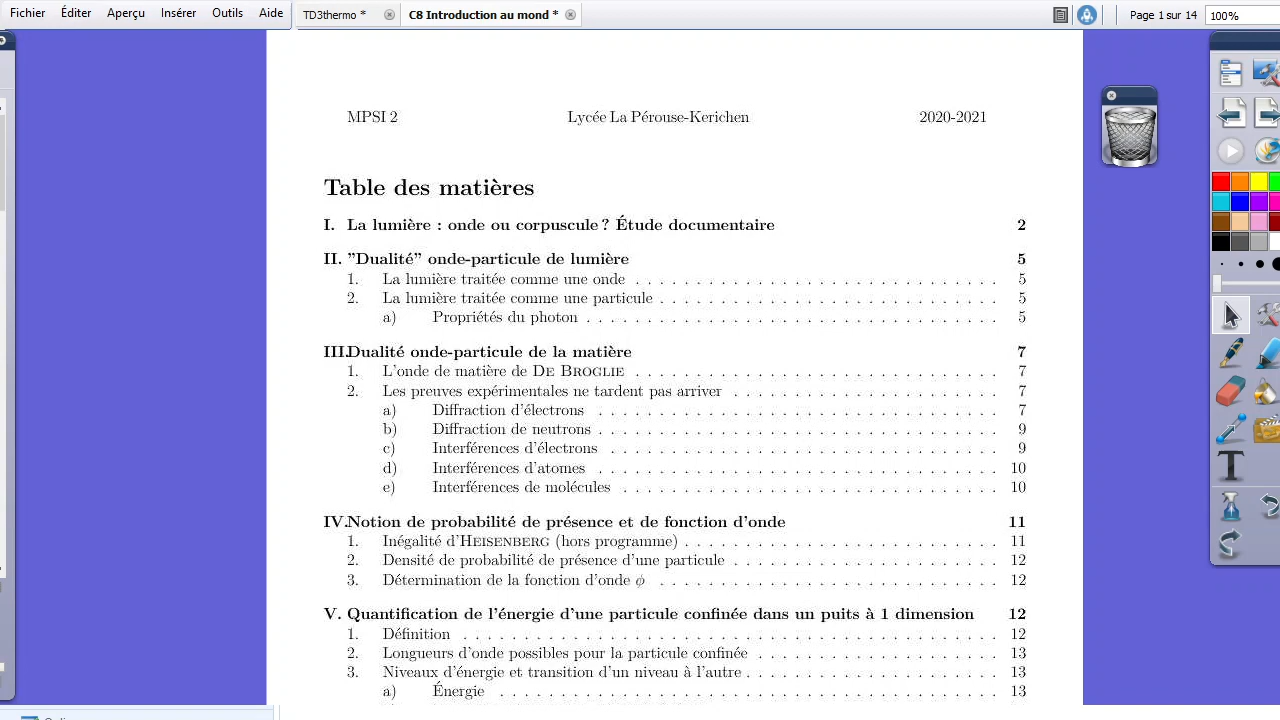 Fichier Éditer Aperçu Insérer Outils Aide
TD3thermo *
C8 Introduction au mond *
Page 1 sur 14
100%
MPSI 2 Lycée La Pérouse-Kerichen 2020-2021
Table des matières
I. La lumière : onde ou corpuscule ? Étude documentaire 2
II. ”Dualité” onde-particule de lumière 5
1. La lumière traitée comme une onde . . . . . . . . . . . . . . . . . . . . . . . . . . . . . 5
2. La lumière traitée comme une particule . . . . . . . . . . . . . . . . . . . . . . . . . . . 5
a) Propriétés du photon . . . . . . . . . . . . . . . . . . . . . . . . . . . . . . . . 5
III.Dualité onde-particule de la matière 7
1. L'onde de matière de DE BROGLIE . . . . . . . . . . . . . . . . . . . . . . . . . . . . . 7
2. Les preuves expérimentales ne tardent pas arriver . . . . . . . . . . . . . . . . . . . . 7
a) Diffraction d'électrons . . . . . . . . . . . . . . . . . . . . . . . . . . . . . . . 7
b) Diffraction de neutrons . . . . . . . . . . . . . . . . . . . . . . . . . . . . . . . 9
c) Interférences d'électrons . . . . . . . . . . . . . . . . . . . . . . . . . . . . . . 9
d) Interférences d'atomes . . . . . . . . . . . . . . . . . . . . . . . . . . . . . . . 10
e) Interférences de molécules . . . . . . . . . . . . . . . . . . . . . . . . . . . . . 10
IV.Notion de probabilité de présence et de fonction d'onde 11
1. Inégalité d'HEISENBERG (hors programme) . . . . . . . . . . . . . . . . . . . . . . . . 11
2. Densité de probabilité de présence d'une particule . . . . . . . . . . . . . . . . . . . . 12
3. Détermination de la fonction d'onde ϕ . . . . . . . . . . . . . . . . . . . . . . . . . . . 12
V. Quantification de l'énergie d'une particule confinée dans un puits à 1 dimension 12
1. Définition . . . . . . . . . . . . . . . . . . . . . . . . . . . . . . . . . . . . . . . . 12
2. Longueurs d'onde possibles pour la particule confinée . . . . . . . . . . . . . . . . . . 13
3. Niveaux d'énergie et transition d'un niveau à l'autre . . . . . . . . . . . . . . . . . . . 13
a) Énergie . . . . . . . . . . . . . . . . . . . . . . . . . . . . . . . . . . . . . . 13